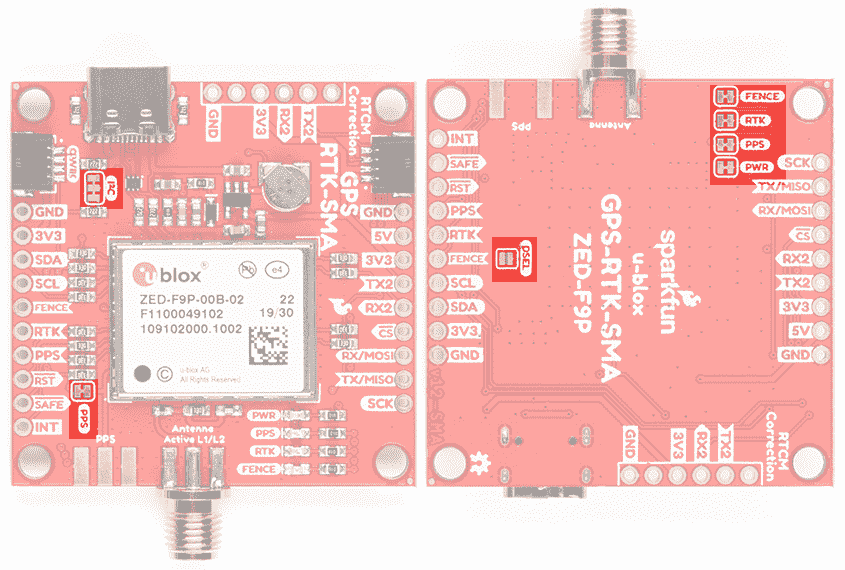 RTCM
Correction
GND
3V3
RX2
TX2
QWIIC
I2C
GPS
RTK-SMA
GND
3V3
SDA
SCL
FENCE
RTK
PPS
RST
SAFE
INT
GND
5V
3V3
TX2
RX2
CS
RX/MOSI
TX/MISO
SCK
u blox
e4
Pb
ZED-F9P-00B-02 22
F1100049102 19/30
109102000.1002
© u-blox AG
All Rights Reserved
PPS
PPS
Antenna
Active L1/L2
PWR
PPS
RTK
FENCE
PPS
Antenna
FENCE
RTK
PPS
PWR
INT
SAFE
RST
PPS
RTK
FENCE
SCL
SDA
3V3
GND
SCK
TX/MISO
RX/MOSI
CS
RX2
TX2
3V3
5V
GND
DSEL
sparkfun
u-blox
GPS-RTK-SMA
ZED-F9P
GND
3V3
RX2
TX2
RTCM
Correction